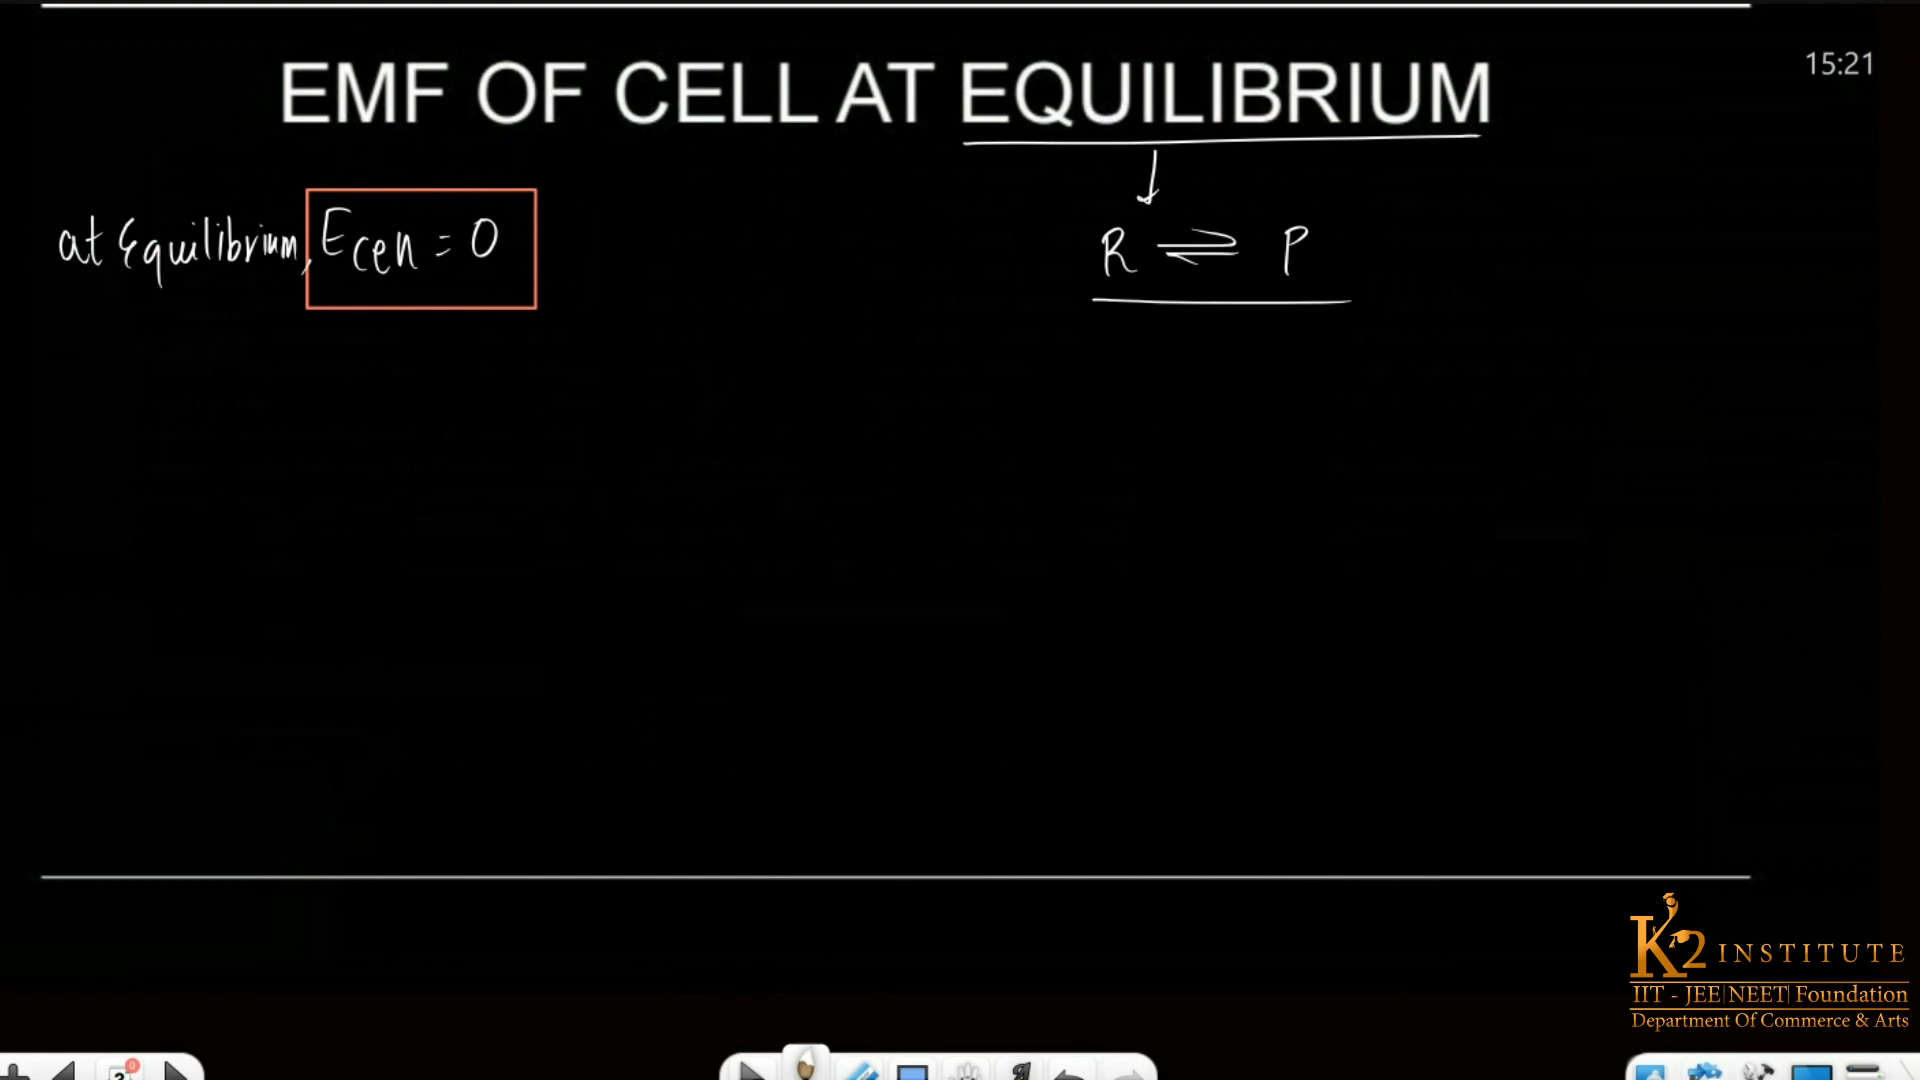 EMF OF CELL AT EQUILIBRIUM
15:21
at Equilibrium, Ecell = 0
R ⇌ P
K2 INSTITUTE
IIT - JEE|NEET| Foundation
Department Of Commerce & Arts